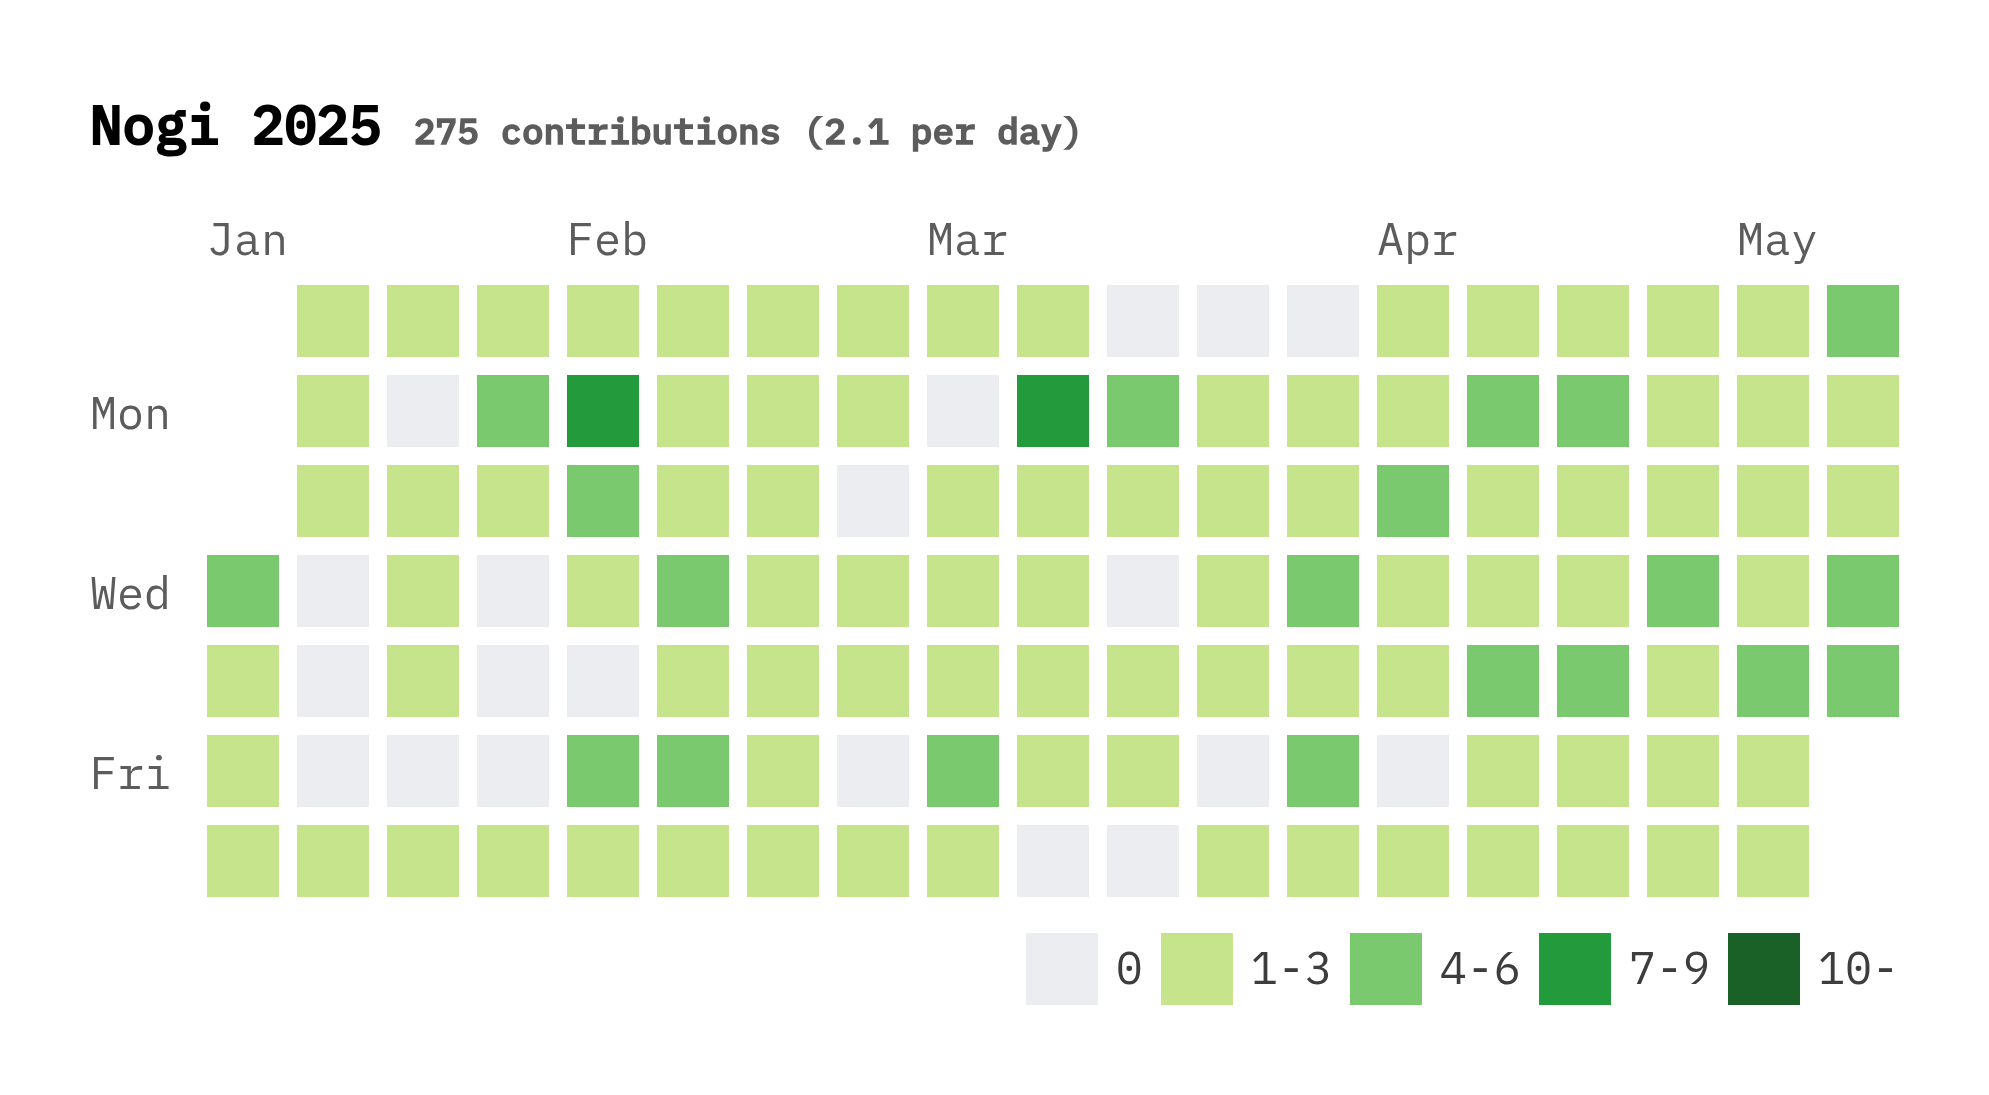 Nogi 2025 275 contributions (2.1 per day)
Jan Feb Mar Apr May
Mon
Wed
Fri
0 1-3 4-6 7-9 10-